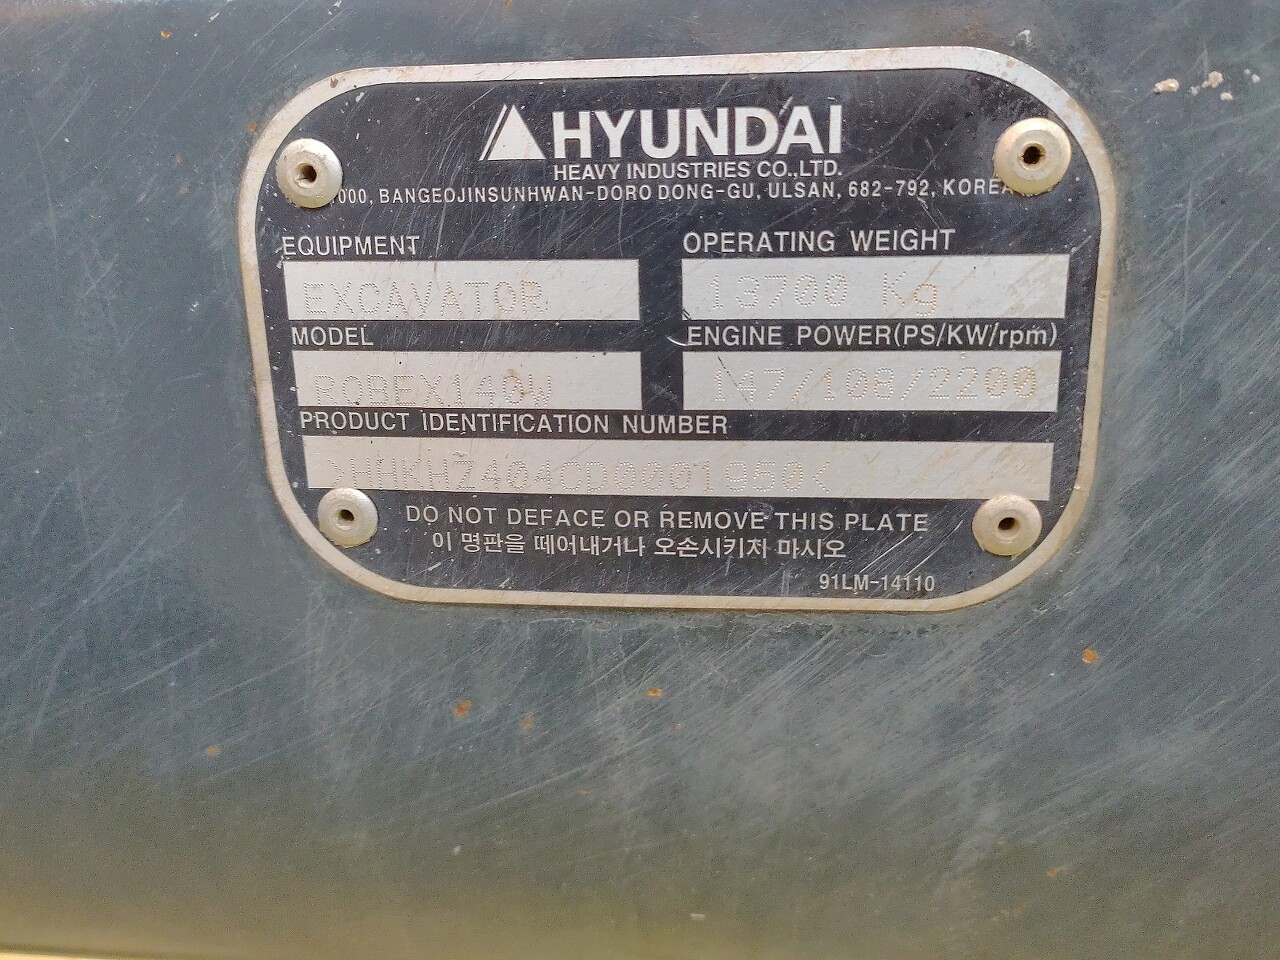 HYUNDAI
HEAVY INDUSTRIES CO.,LTD.
1000, BANGEOJINSUNHWAN-DORO DONG-GU, ULSAN, 682-792, KOREA
EQUIPMENT
OPERATING WEIGHT
EXCAVATOR
13700 Kg
MODEL
ENGINE POWER(PS/KW/rpm)
ROBEX140W
147/108/2200
PRODUCT IDENTIFICATION NUMBER
>HHKHZ404CD0001950<
DO NOT DEFACE OR REMOVE THIS PLATE
이 명판을 떼어내거나 오손시키지 마시오
91LM-14110